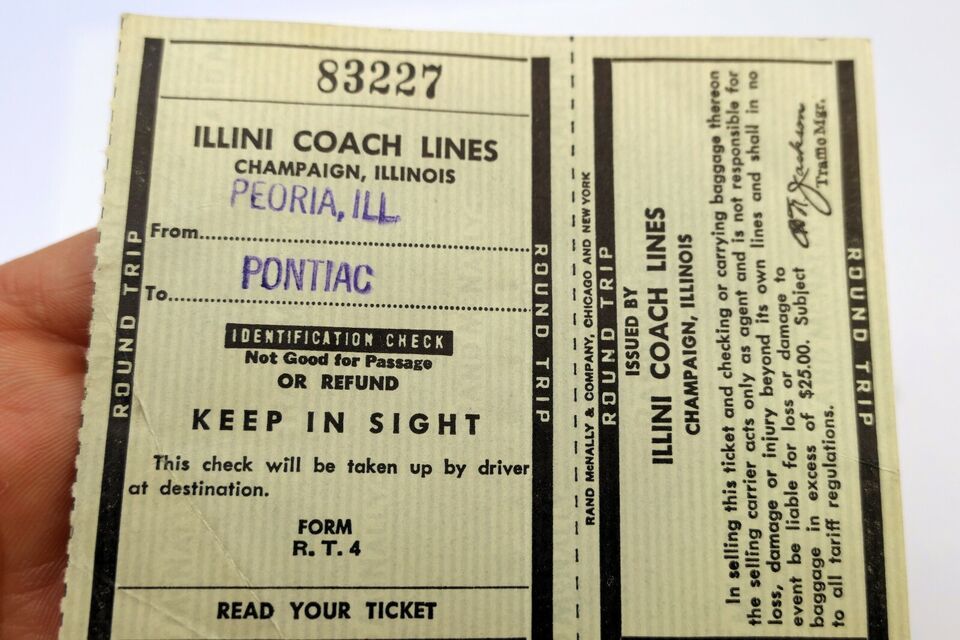 83227
ILLINI COACH LINES
CHAMPAIGN, ILLINOIS
PEORIA, ILL
From
PONTIAC
To
IDENTIFICATION CHECK
Not Good for Passage
OR REFUND
KEEP IN SIGHT
This check will be taken up by driver
at destination.
FORM
R. T. 4
READ YOUR TICKET
ROUND TRIP
ROUND TRIP
RAND McNALLY & COMPANY, CHICAGO AND NEW YORK
ROUND TRIP
ISSUED BY
ILLINI COACH LINES
CHAMPAIGN, ILLINOIS
In selling this ticket and checking or carrying baggage thereon
the selling carrier acts only as agent and is not responsible for
loss, damage or injury beyond its own lines and shall in no
event be liable for loss or damage to
baggage in excess of $25.00. Subject
to all tariff regulations.
Jackson
Traffic Mgr.
ROUND TRIP